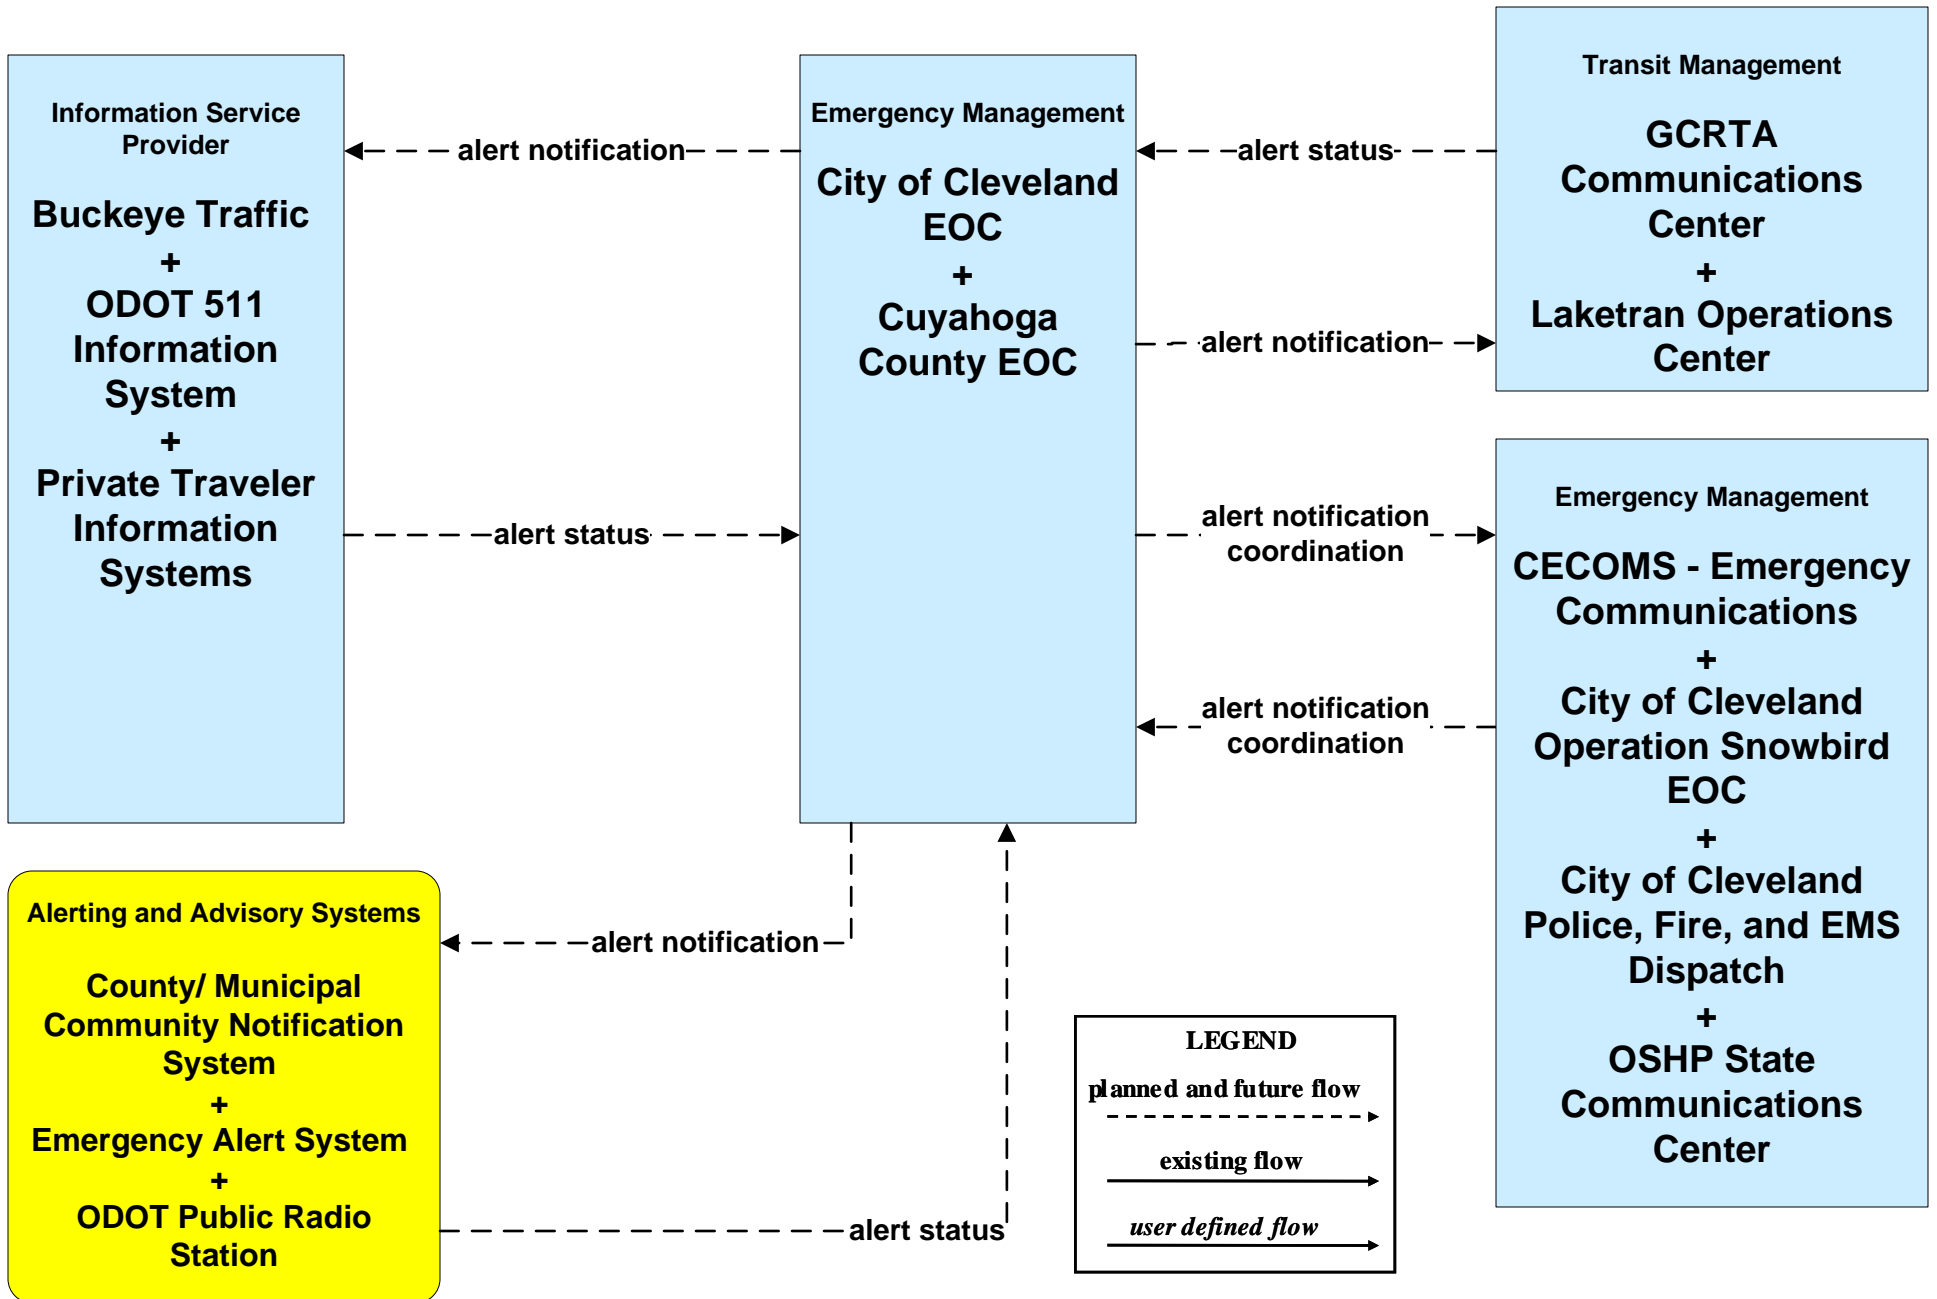 Information Service
Provider
Buckeye Traffic
+
ODOT 511
Information
System
+
Private Traveler
Information
Systems
alert notification
alert status
Emergency Management
City of Cleveland
EOC
+
Cuyahoga
County EOC
alert status
alert notification
alert notification
coordination
alert notification
coordination
Transit Management
GCRTA
Communications
Center
+
Laketran Operations
Center
Emergency Management
CECOMS - Emergency
Communications
+
City of Cleveland
Operation Snowbird
EOC
+
City of Cleveland
Police, Fire, and EMS
Dispatch
+
OSHP State
Communications
Center
Alerting and Advisory Systems
County/ Municipal
Community Notification
System
+
Emergency Alert System
+
ODOT Public Radio
Station
alert notification
alert status
LEGEND
planned and future flow
existing flow
user defined flow